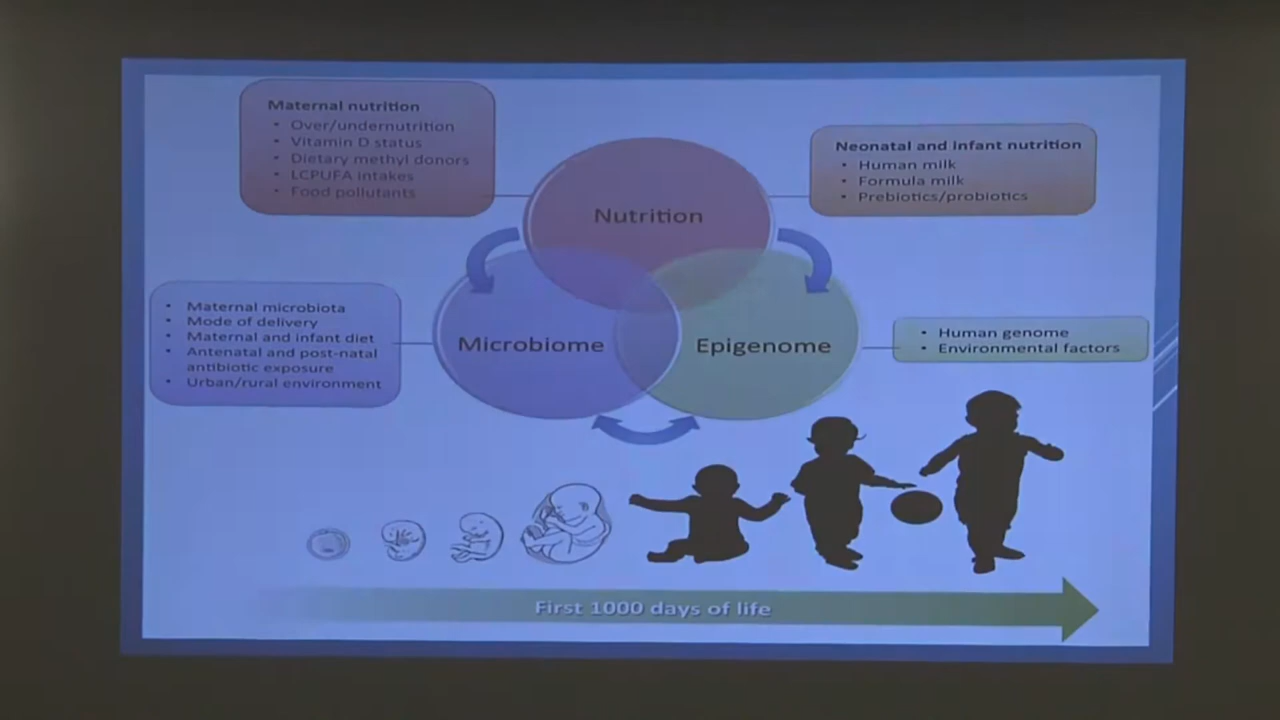 Maternal nutrition
• Over/undernutrition
• Vitamin D status
• Dietary methyl donors
• LCPUFA intakes
• Food pollutants
Neonatal and infant nutrition
• Human milk
• Formula milk
• Prebiotics/probiotics
Nutrition
• Maternal microbiota
• Mode of delivery
• Maternal and infant diet
• Antenatal and post-natal
antibiotic exposure
• Urban/rural environment
Microbiome
Epigenome
• Human genome
• Environmental factors
First 1000 days of life